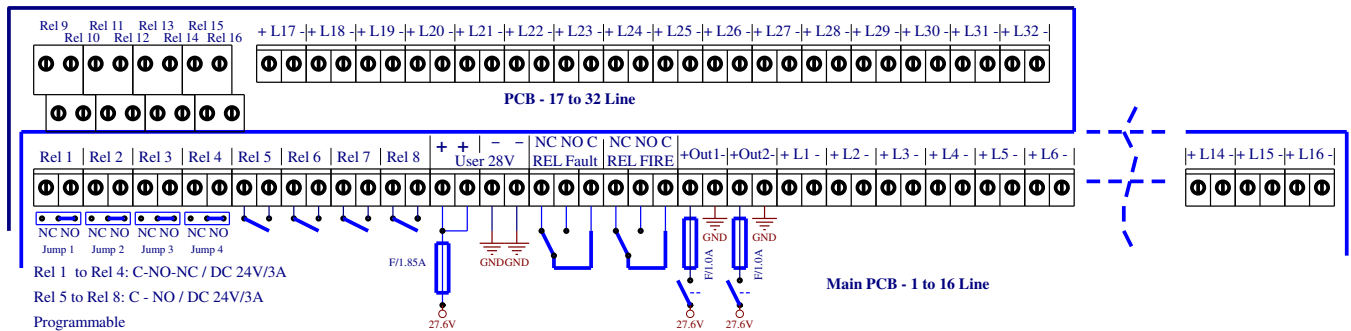 Rel 9 Rel 11 Rel 13 Rel 15
Rel 10 Rel 12 Rel 14 Rel 16
+ L17 - + L18 - + L19 - + L20 - + L21 - + L22 - + L23 - + L24 - + L25 - + L26 - + L27 - + L28 - + L29 - + L30 - + L31 - + L32 -
PCB - 17 to 32 Line
Rel 1 Rel 2 Rel 3 Rel 4 Rel 5 Rel 6 Rel 7 Rel 8
+ + - -
User 28V
NC NO C
REL Fault
NC NO C
REL FIRE
+Out1- +Out2- + L1 - + L2 - + L3 - + L4 - + L5 - + L6 - + L14 - + L15 - + L16 -
NC NO NC NO NC NO NC NO
Jump 1 Jump 2 Jump 3 Jump 4
F/1.85A
27.6V
GND GND
F/1.0A
GND
27.6V
F/1.0A
GND
27.6V
Rel 1 to Rel 4: C-NO-NC / DC 24V/3A
Rel 5 to Rel 8: C - NO / DC 24V/3A
Programmable
Main PCB - 1 to 16 Line